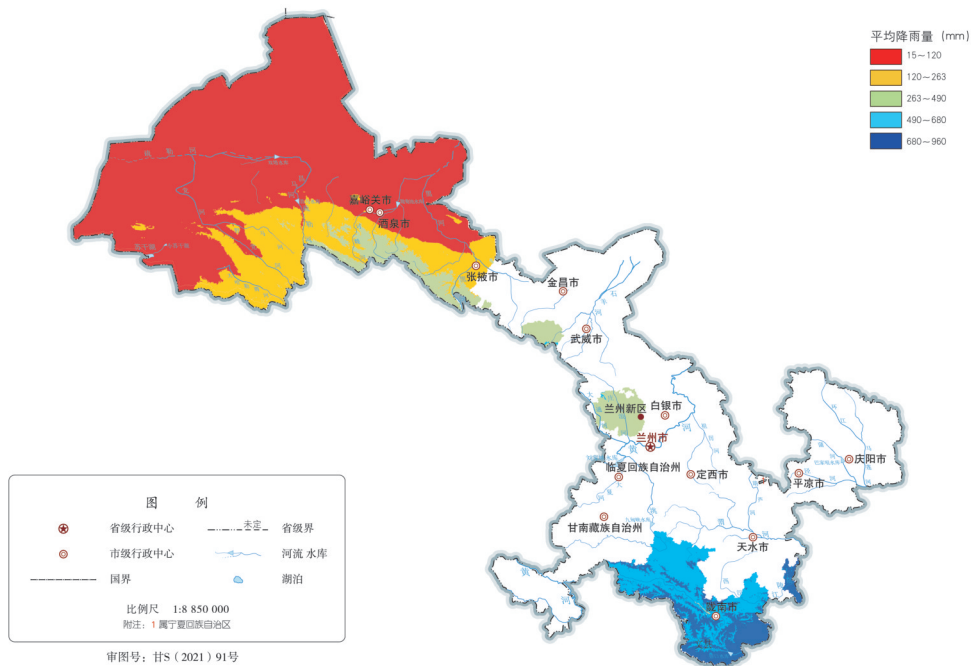 平均降雨量 (mm)
15～120
120～263
263～490
490～680
680～960
嘉峪关市
酒泉市
张掖市
金昌市
武威市
兰州新区
白银市
兰州市
临夏回族自治州
定西市
甘南藏族自治州
天水市
陇南市
平凉市
庆阳市
黄
河
图 例
省级行政中心
未定
省级界
市级行政中心
河流 水库
国界
湖泊
比例尺 1:8 850 000
附注: 1 属宁夏回族自治区
审图号: 甘S (2021) 91号